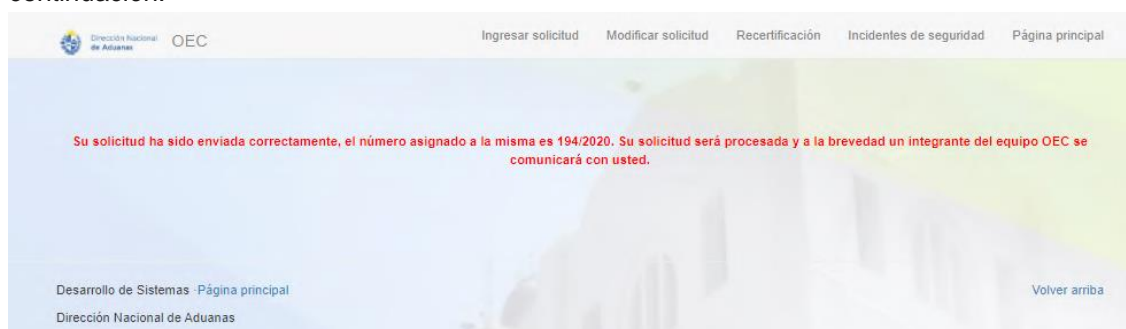 continuación.
Dirección Nacional
de Aduanas
OEC
Ingresar solicitud
Modificar solicitud
Recertificación
Incidentes de seguridad
Página principal
Su solicitud ha sido enviada correctamente, el número asignado a la misma es 194/2020. Su solicitud será procesada y a la brevedad un integrante del equipo OEC se
comunicará con usted.
Desarrollo de Sistemas - Página principal
Volver arriba
Dirección Nacional de Aduanas